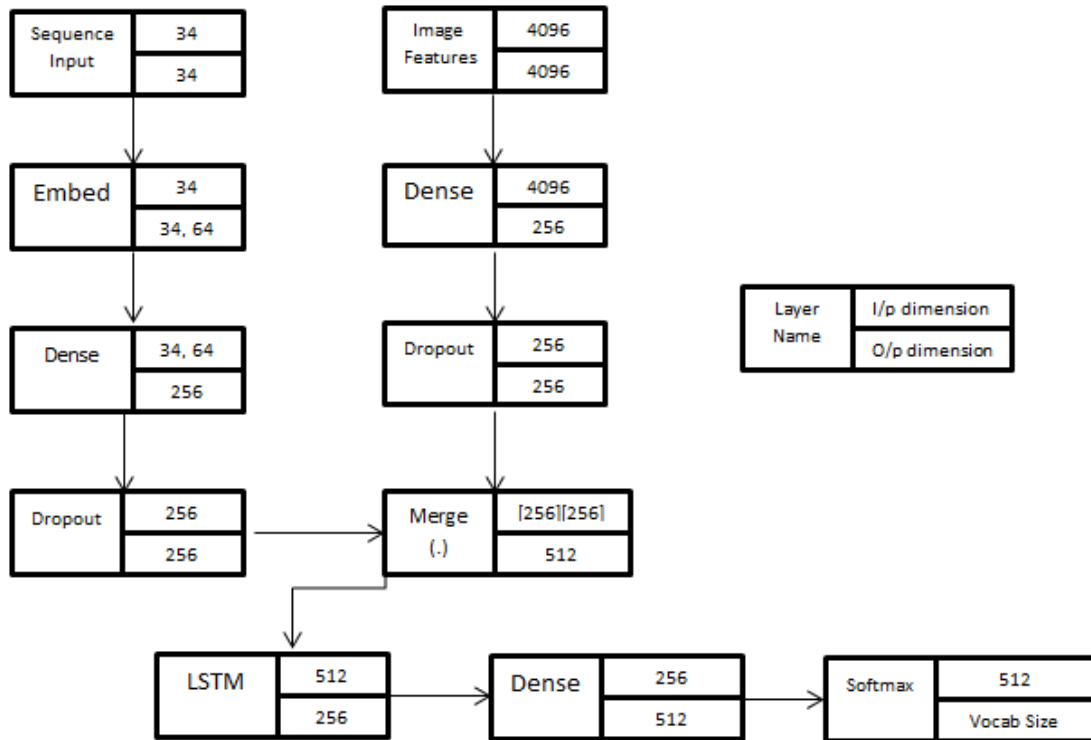 Sequence
Input
34
34
Image
Features
4096
4096
Embed
34
34, 64
Dense
4096
256
Layer
Name
I/p dimension
O/p dimension
Dense
34, 64
256
Dropout
256
256
Dropout
256
256
Merge
(.)
[256][256]
512
LSTM
512
256
Dense
256
512
Softmax
512
Vocab Size